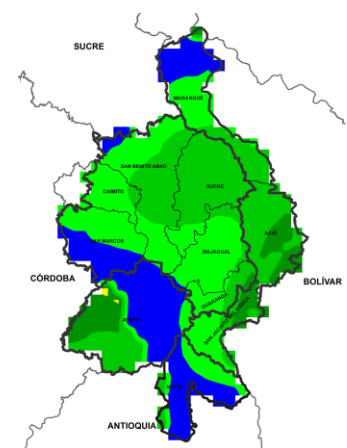 SUCRE
MAGANGUE
SAN BENITO ABAD
SUCRE
CAIMITO
ACHI
SAN MARCOS
MAJAGUAL
CÓRDOBA
BOLÍVAR
GUARANDA
SAN JACINTO DEL CAUCA
AYAPEL
ANTIOQUIA